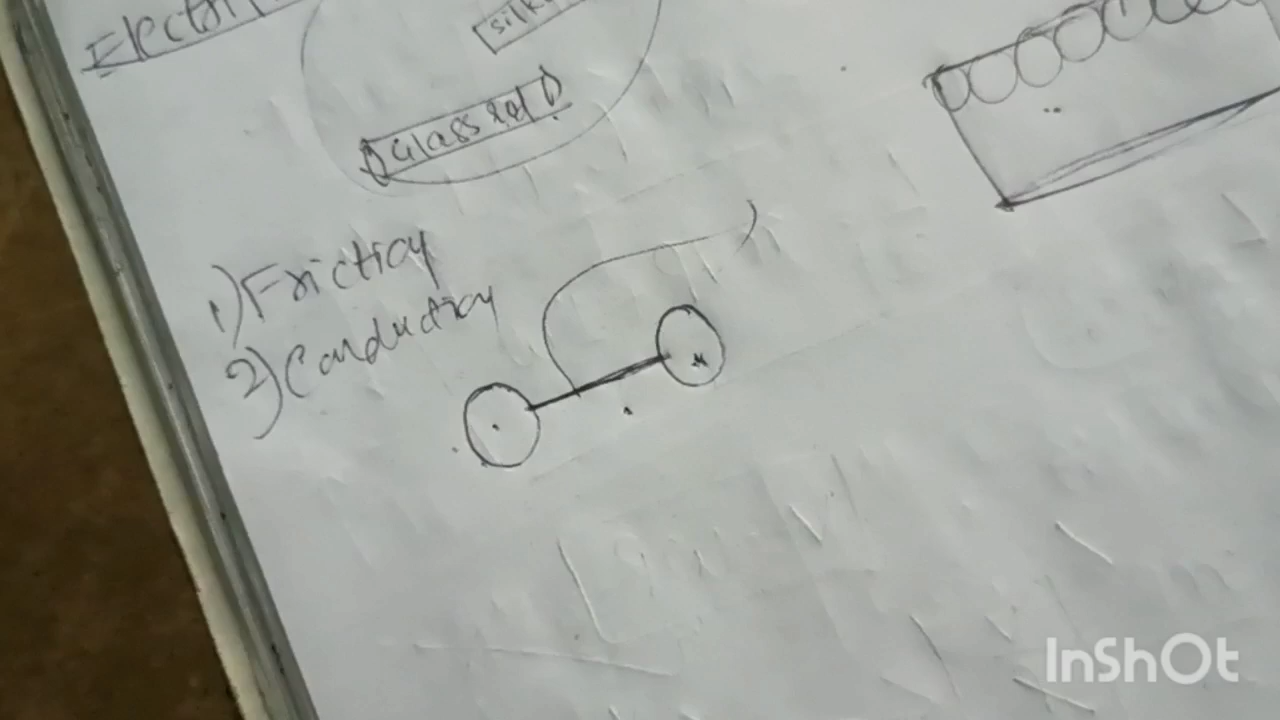 silk
Glass rod
1) Friction
2) Conduction
InShOt